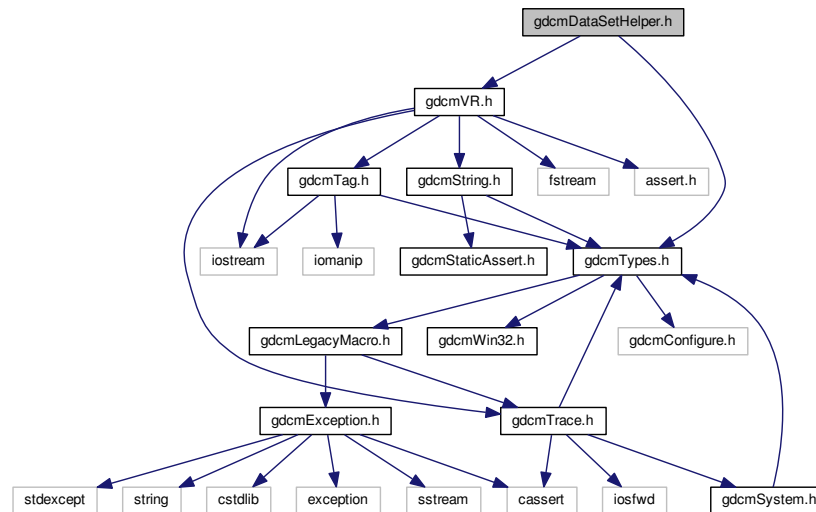 gdcmDataSetHelper.h
gdcmVR.h
gdcmTag.h
gdcmString.h
fstream
assert.h
iostream
iomanip
gdcmStaticAssert.h
gdcmTypes.h
gdcmLegacyMacro.h
gdcmWin32.h
gdcmConfigure.h
gdcmException.h
gdcmTrace.h
stdexcept
string
cstdlib
exception
sstream
cassert
iosfwd
gdcmSystem.h